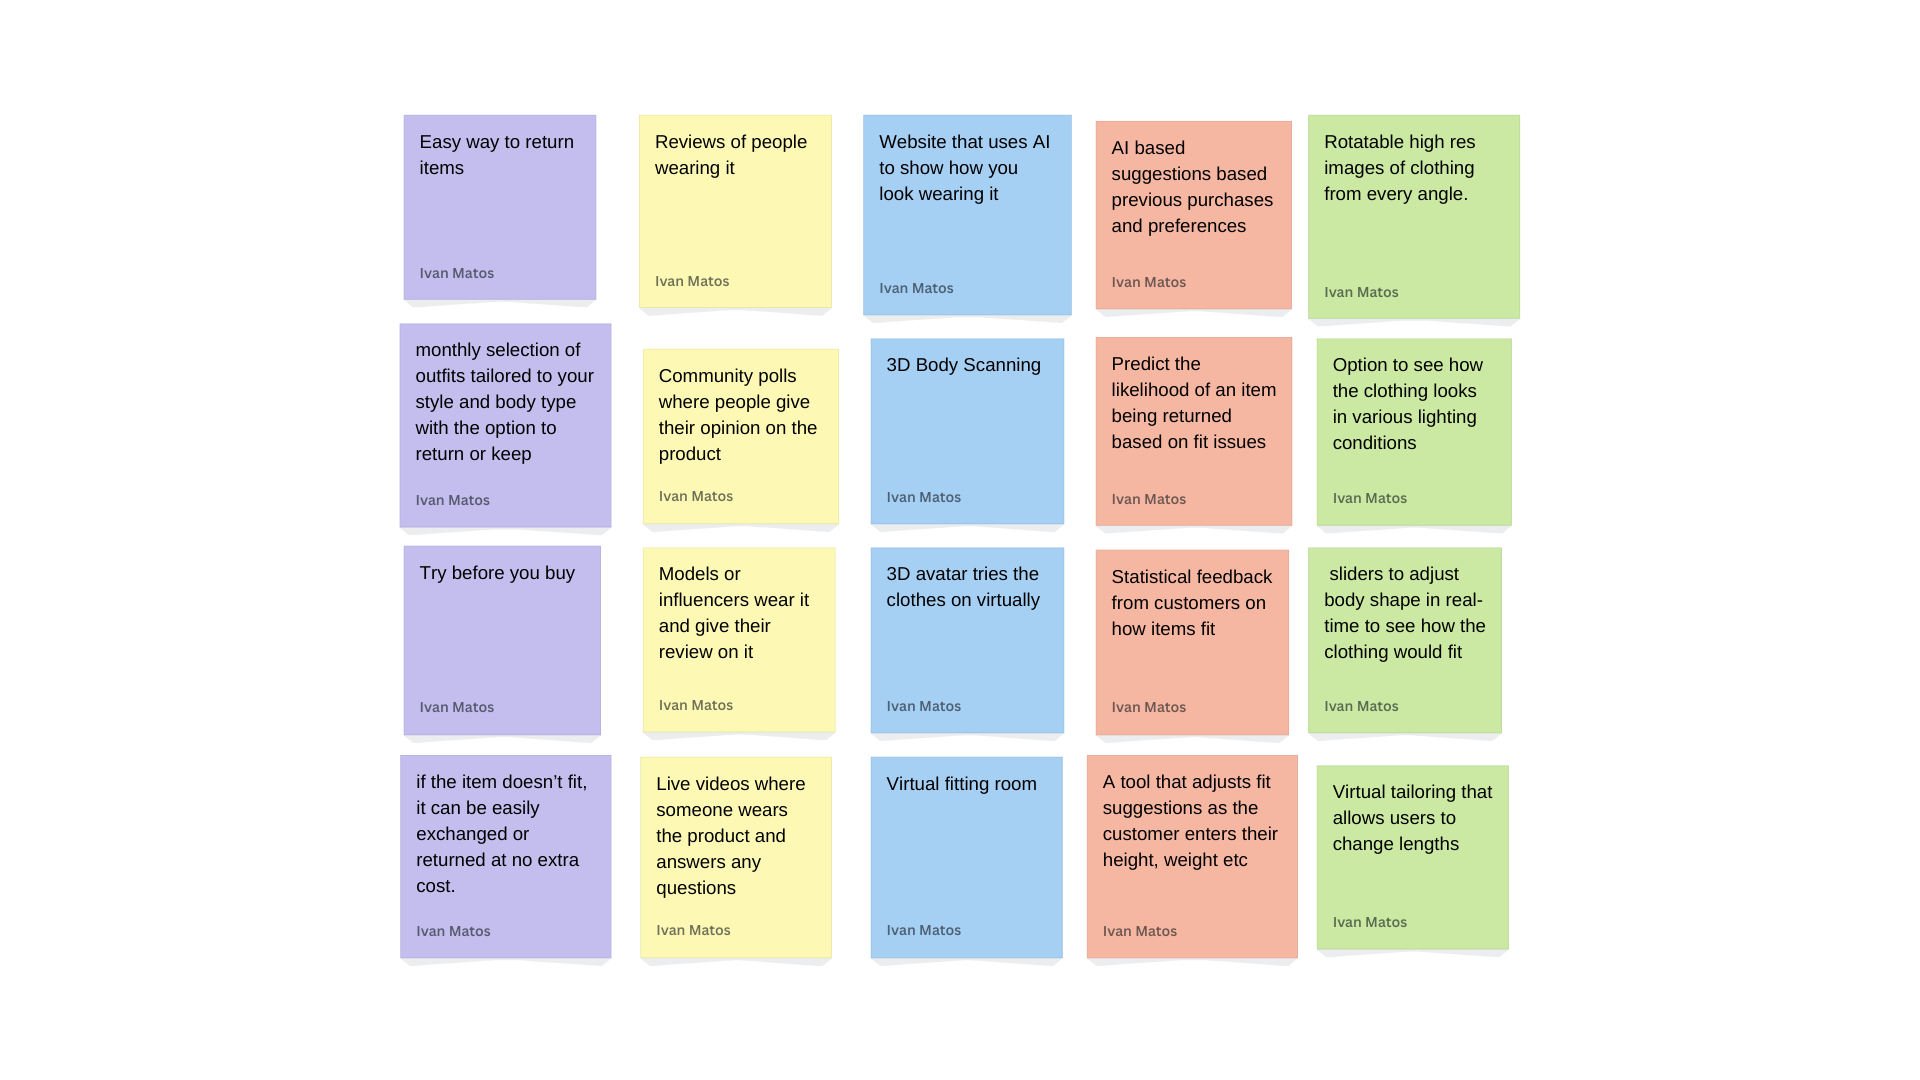 Easy way to return
items
Ivan Matos
Reviews of people
wearing it
Ivan Matos
Website that uses AI
to show how you
look wearing it
Ivan Matos
AI based
suggestions based
previous purchases
and preferences
Ivan Matos
Rotatable high res
images of clothing
from every angle.
Ivan Matos
monthly selection of
outfits tailored to your
style and body type
with the option to
return or keep
Ivan Matos
Community polls
where people give
their opinion on the
product
Ivan Matos
3D Body Scanning
Ivan Matos
Predict the
likelihood of an item
being returned
based on fit issues
Ivan Matos
Option to see how
the clothing looks
in various lighting
conditions
Ivan Matos
Try before you buy
Ivan Matos
Models or
influencers wear it
and give their
review on it
Ivan Matos
3D avatar tries the
clothes on virtually
Ivan Matos
Statistical feedback
from customers on
how items fit
Ivan Matos
sliders to adjust
body shape in real-
time to see how the
clothing would fit
Ivan Matos
if the item doesn’t fit,
it can be easily
exchanged or
returned at no extra
cost.
Ivan Matos
Live videos where
someone wears
the product and
answers any
questions
Ivan Matos
Virtual fitting room
Ivan Matos
A tool that adjusts fit
suggestions as the
customer enters their
height, weight etc
Ivan Matos
Virtual tailoring that
allows users to
change lengths
Ivan Matos